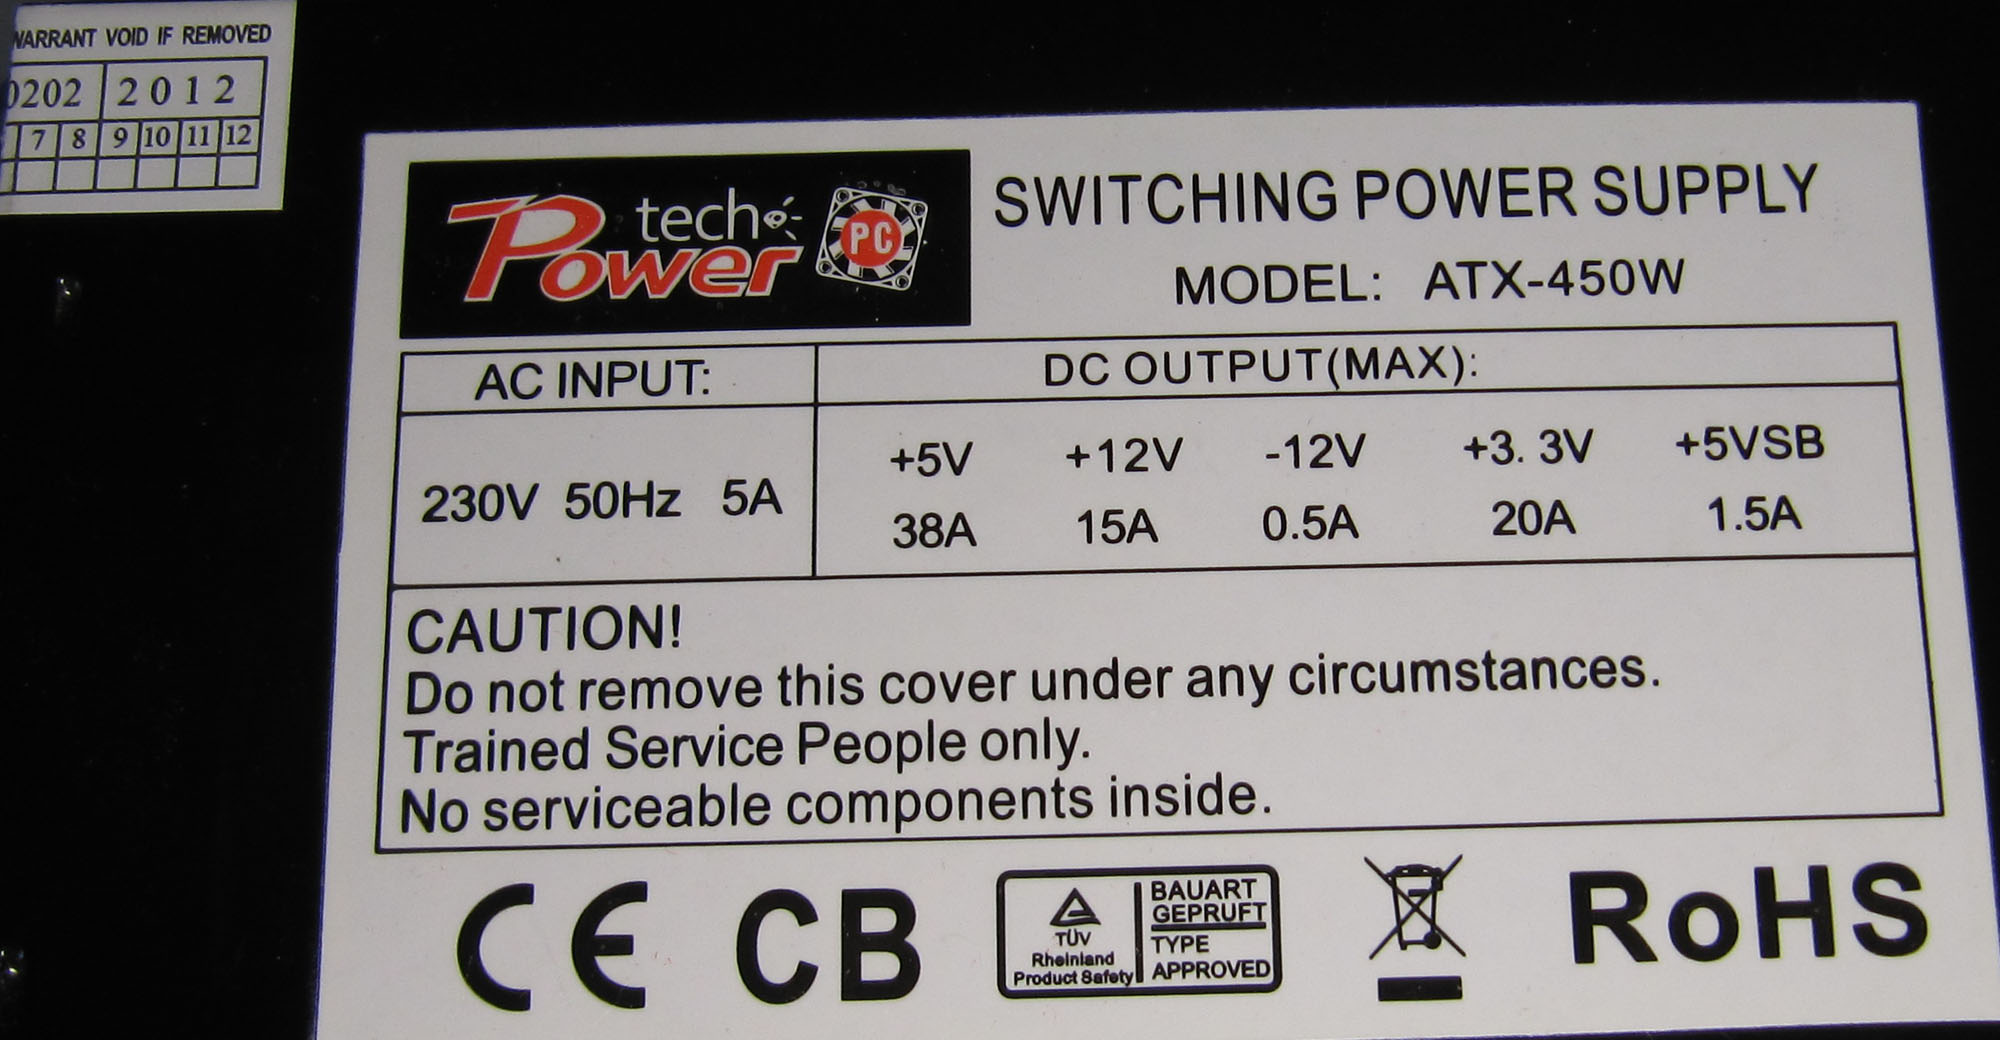 WARRANT VOID IF REMOVED
0202 2012
7 8 9 10 11 12
tech
Power PC
SWITCHING POWER SUPPLY
MODEL: ATX-450W
AC INPUT: DC OUTPUT(MAX):
230V 50Hz 5A
+5V +12V -12V +3. 3V +5VSB
38A 15A 0.5A 20A 1.5A
CAUTION!
Do not remove this cover under any circumstances.
Trained Service People only.
No serviceable components inside.
CE CB
TÜV
Rheinland
Product Safety
BAUART
GEPRUFT
TYPE
APPROVED
RoHS